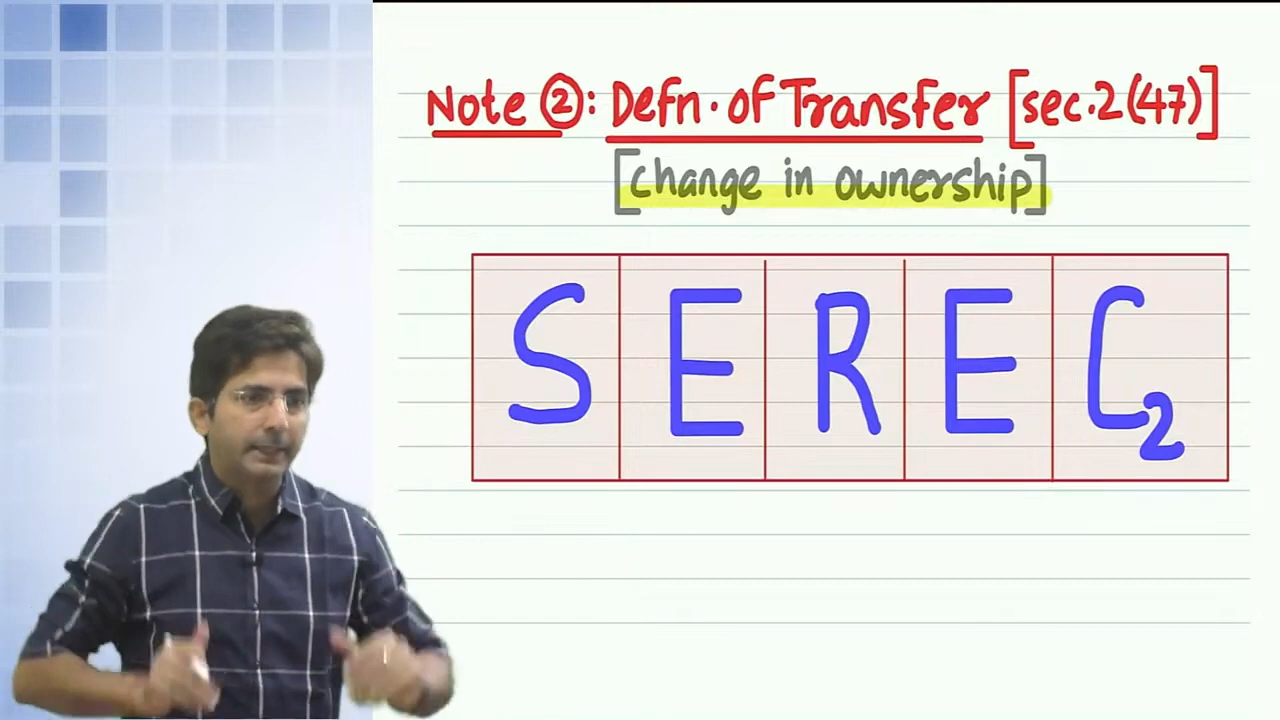 Note ②: Defn. of Transfer [sec.2(47)]
[change in ownership]
S E R E C₂